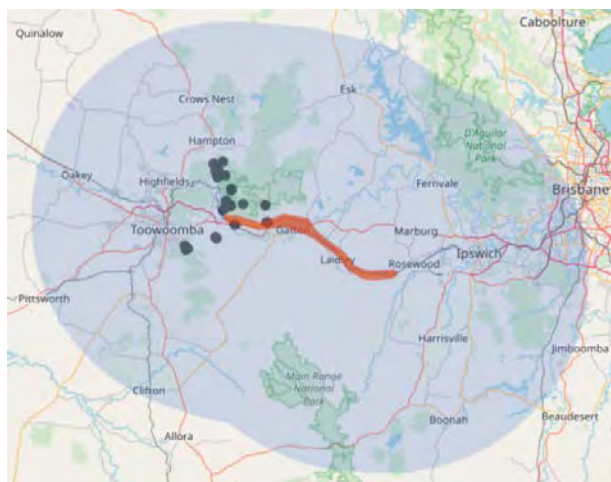 Caboolture
Quinalow
Esk
Crows Nest
D'Aguilar
National
Park
Hampton
Oakey
Highfields
Fernvale
Brisbane
Toowoomba
Gatton
Marburg
Ipswich
Laidley
Rosewood
Pittsworth
Harrisville
Jimboomba
Main Range
National
Park
Clifton
Boonah
Beaudesert
Allora